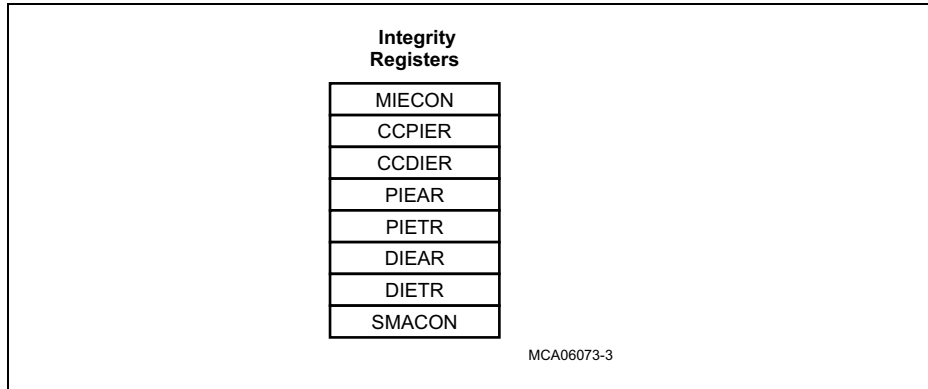 Integrity
Registers
MIECON
CCPIER
CCDIER
PIEAR
PIETR
DIEAR
DIETR
SMACON
MCA06073-3